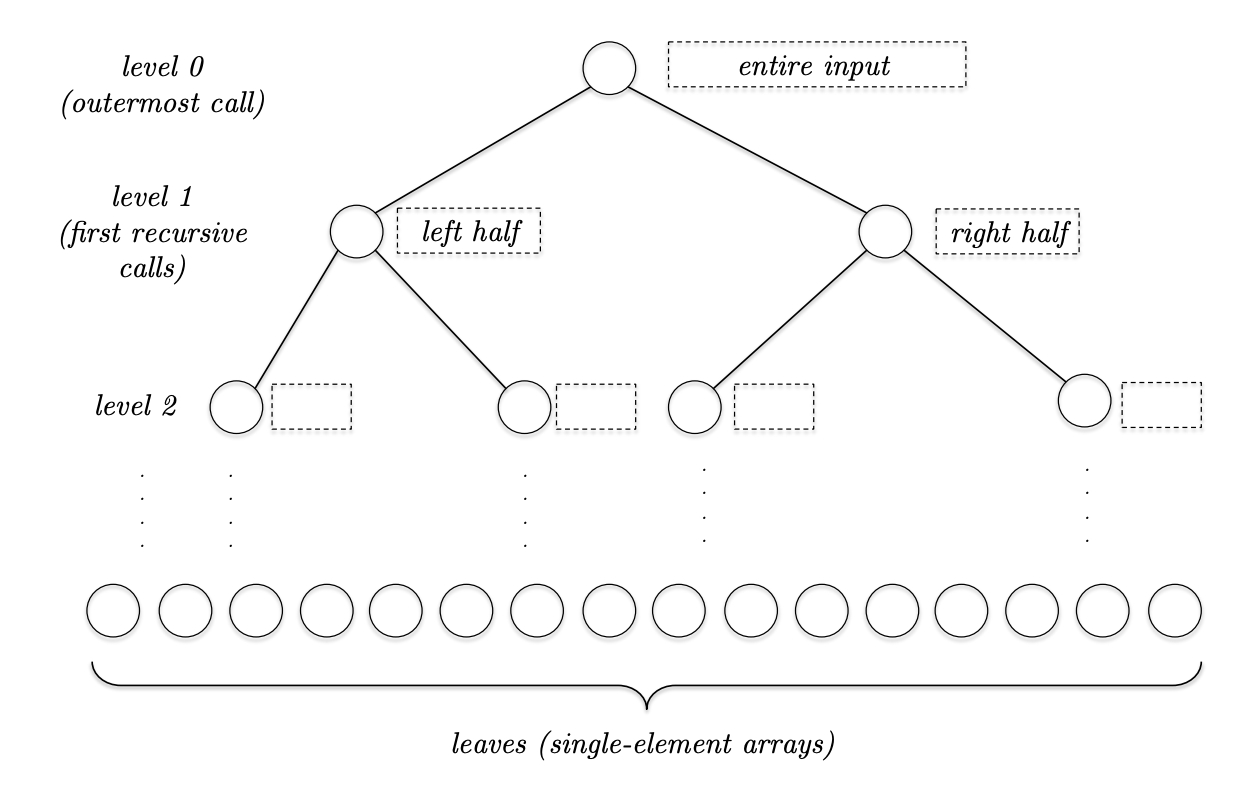 level 0
(outermost call)
entire input
level 1
(first recursive
calls)
left half
right half
level 2
leaves (single-element arrays)